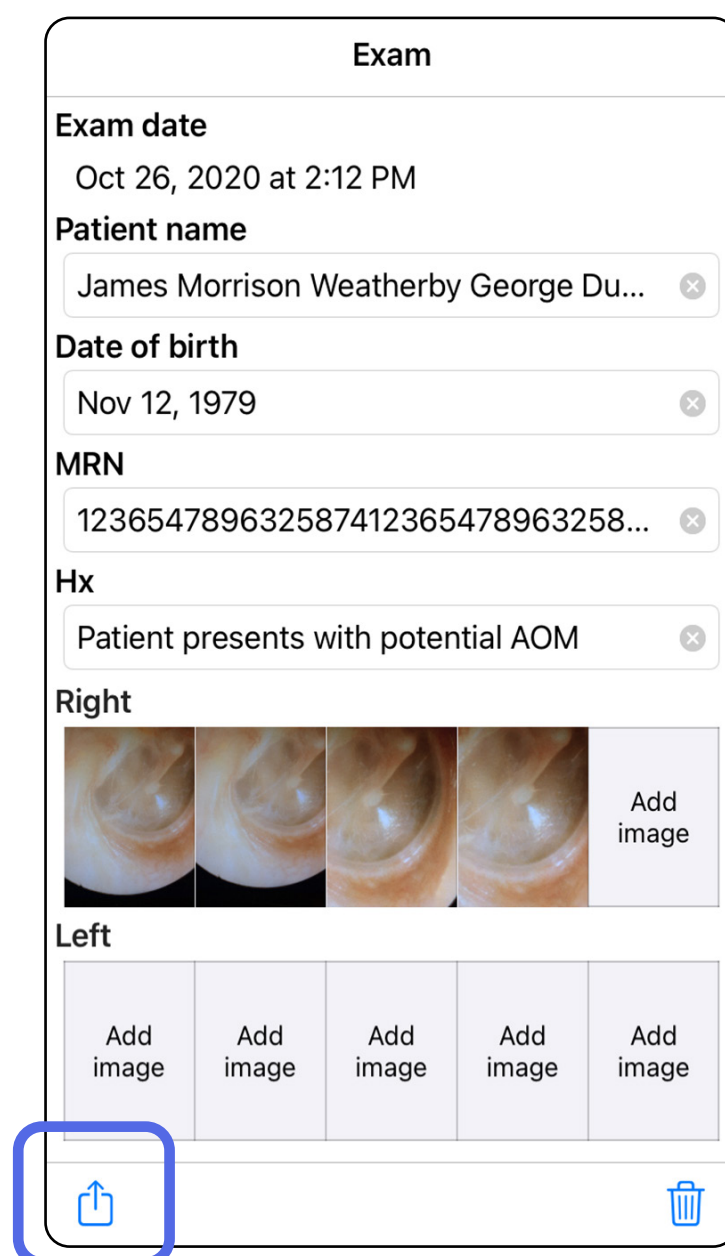 Exam
Exam date
Oct 26, 2020 at 2:12 PM
Patient name
James Morrison Weatherby George Du...
Date of birth
Nov 12, 1979
MRN
123654789632587412365478963258...
Hx
Patient presents with potential AOM
Right
Add
image
Left
Add
image
Add
image
Add
image
Add
image
Add
image